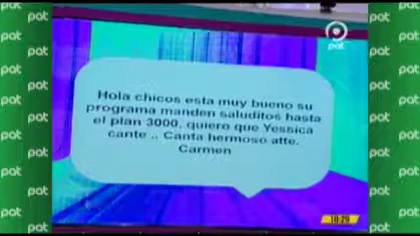 pat
Hola chicos esta muy bueno su
programa manden saluditos hasta
el plan 3000, quiero que Yessica
cante .. Canta hermoso atte.
Carmen
10:29